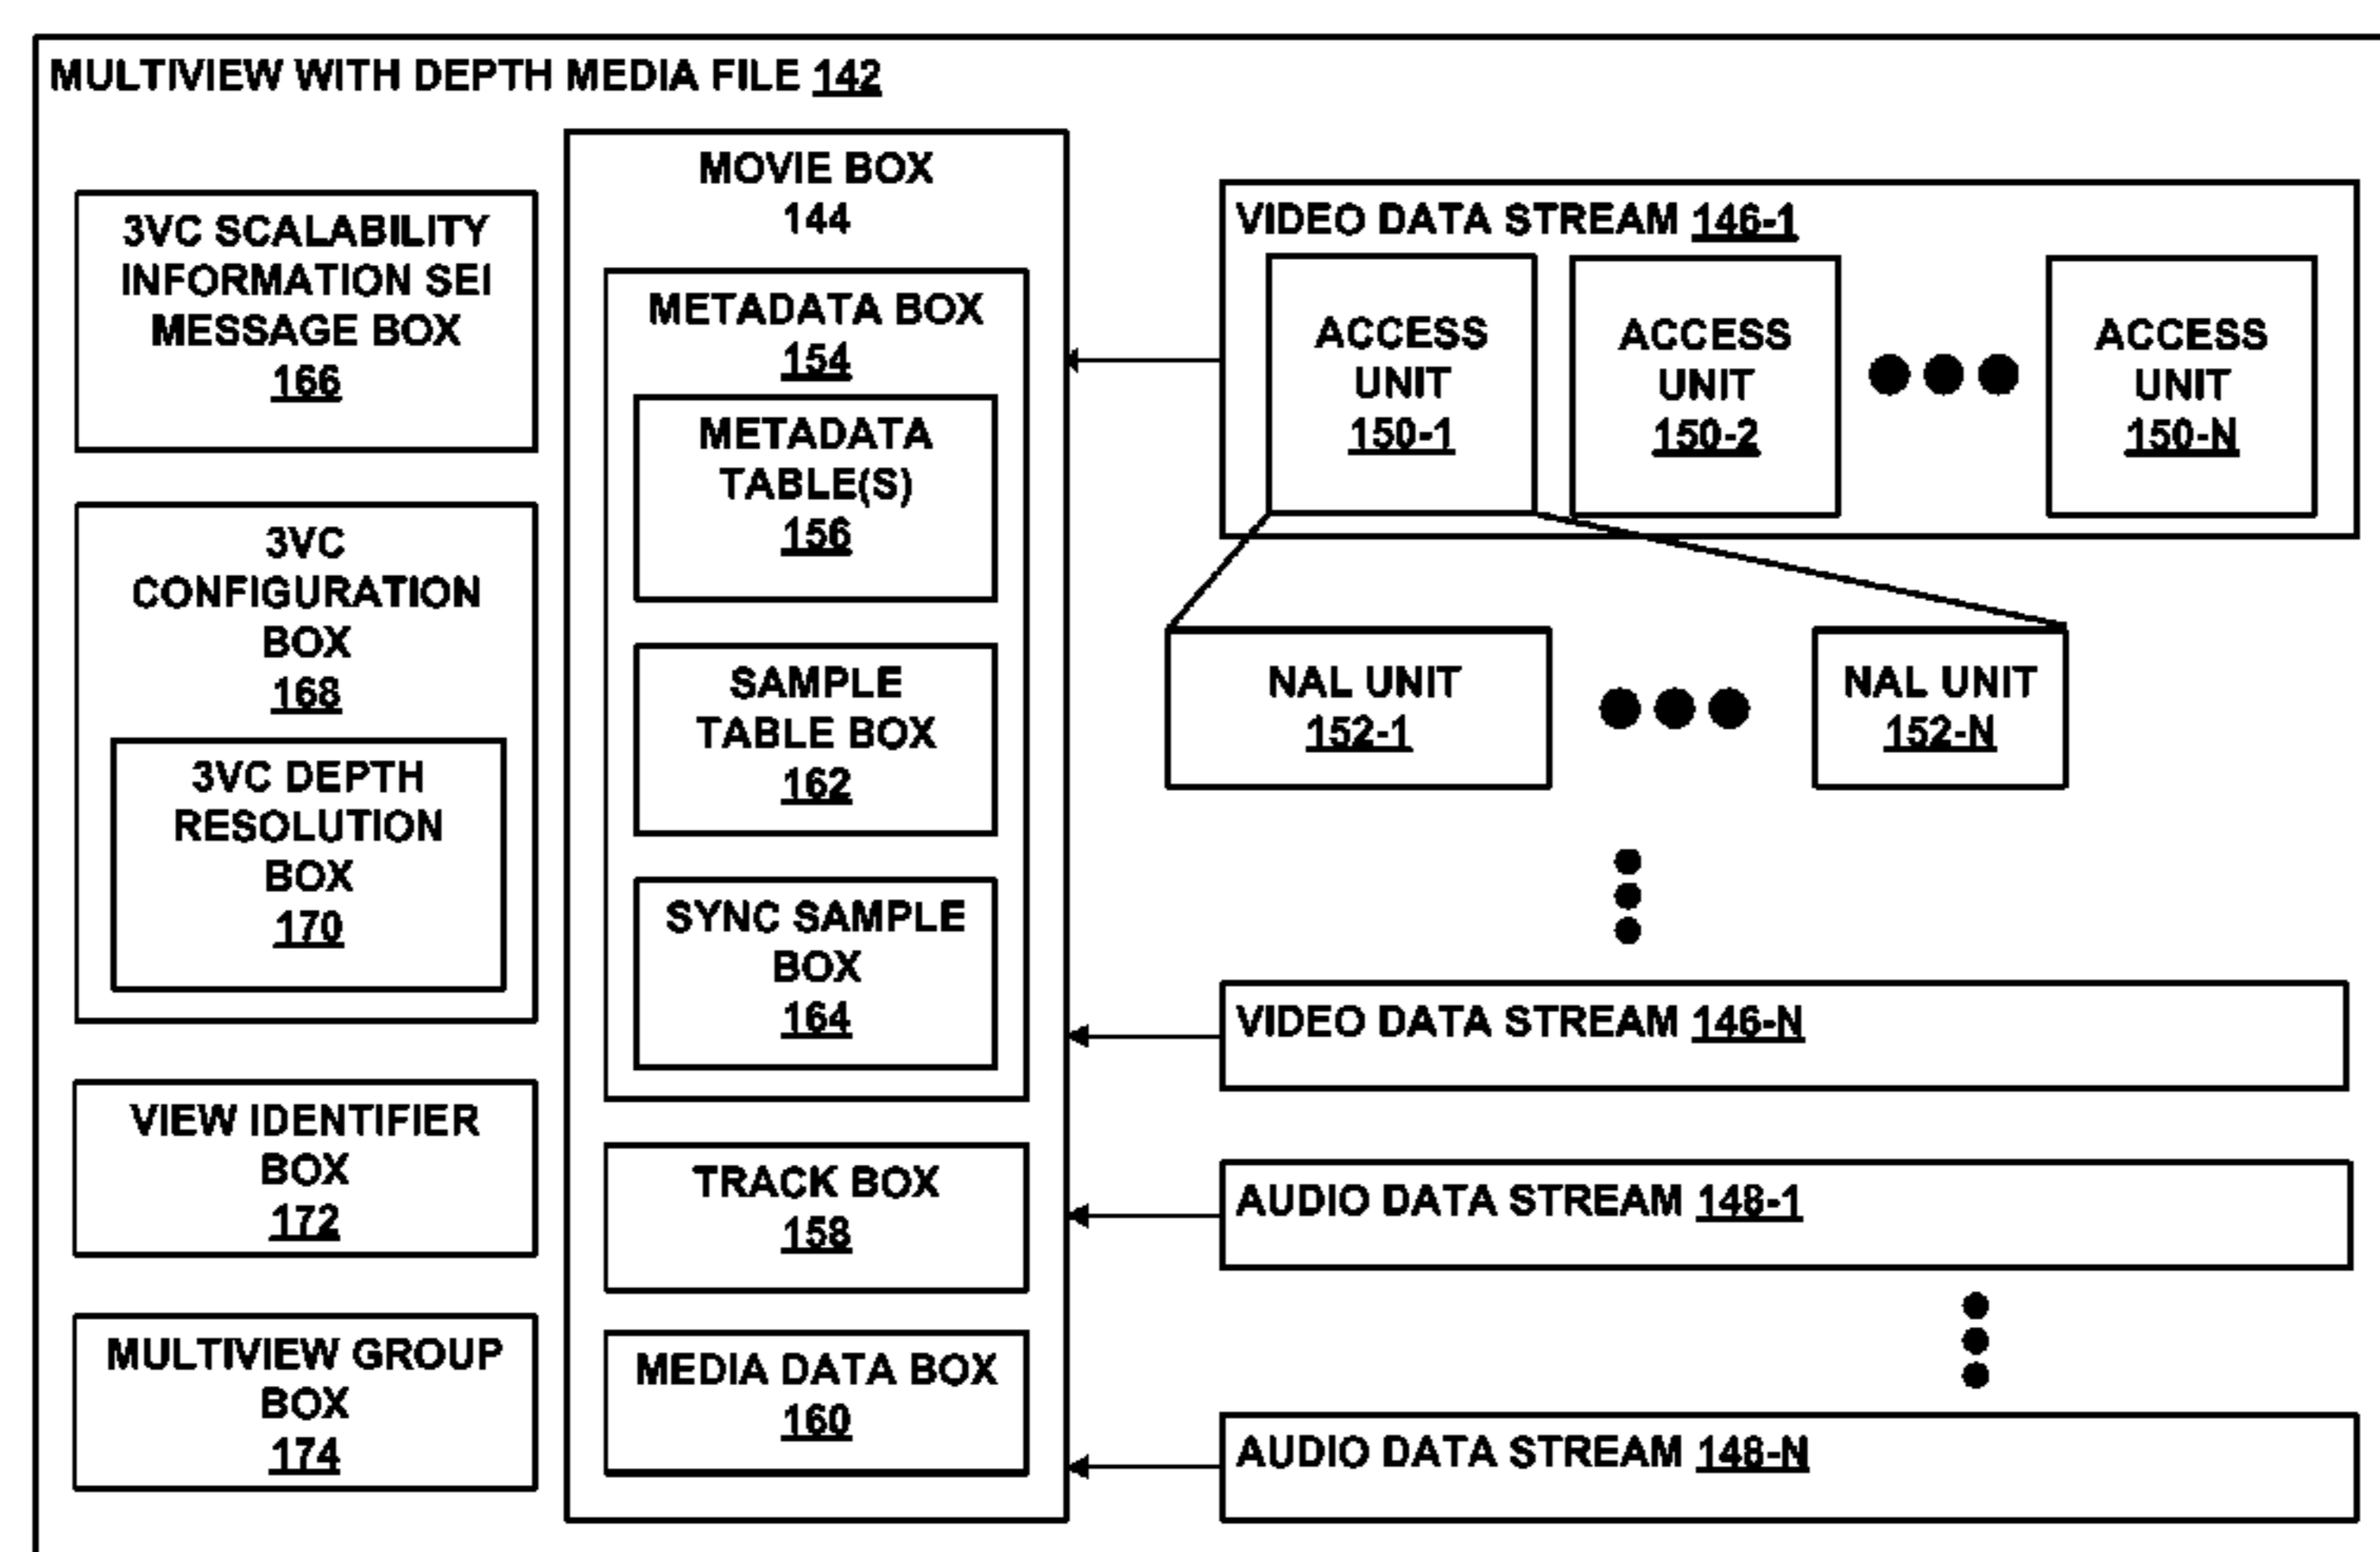 MULTIVIEW WITH DEPTH MEDIA FILE 142
3VC SCALABILITY
INFORMATION SEI
MESSAGE BOX
166
3VC
CONFIGURATION
BOX
168
3VC DEPTH
RESOLUTION
BOX
170
VIEW IDENTIFIER
BOX
172
MULTIVIEW GROUP
BOX
174
MOVIE BOX
144
METADATA BOX
154
METADATA
TABLE(S)
156
SAMPLE
TABLE BOX
162
SYNC SAMPLE
BOX
164
TRACK BOX
158
MEDIA DATA BOX
160
VIDEO DATA STREAM 146-1
ACCESS
UNIT
150-1
ACCESS
UNIT
150-2
ACCESS
UNIT
150-N
NAL UNIT
152-1
NAL UNIT
152-N
VIDEO DATA STREAM 146-N
AUDIO DATA STREAM 148-1
AUDIO DATA STREAM 148-N